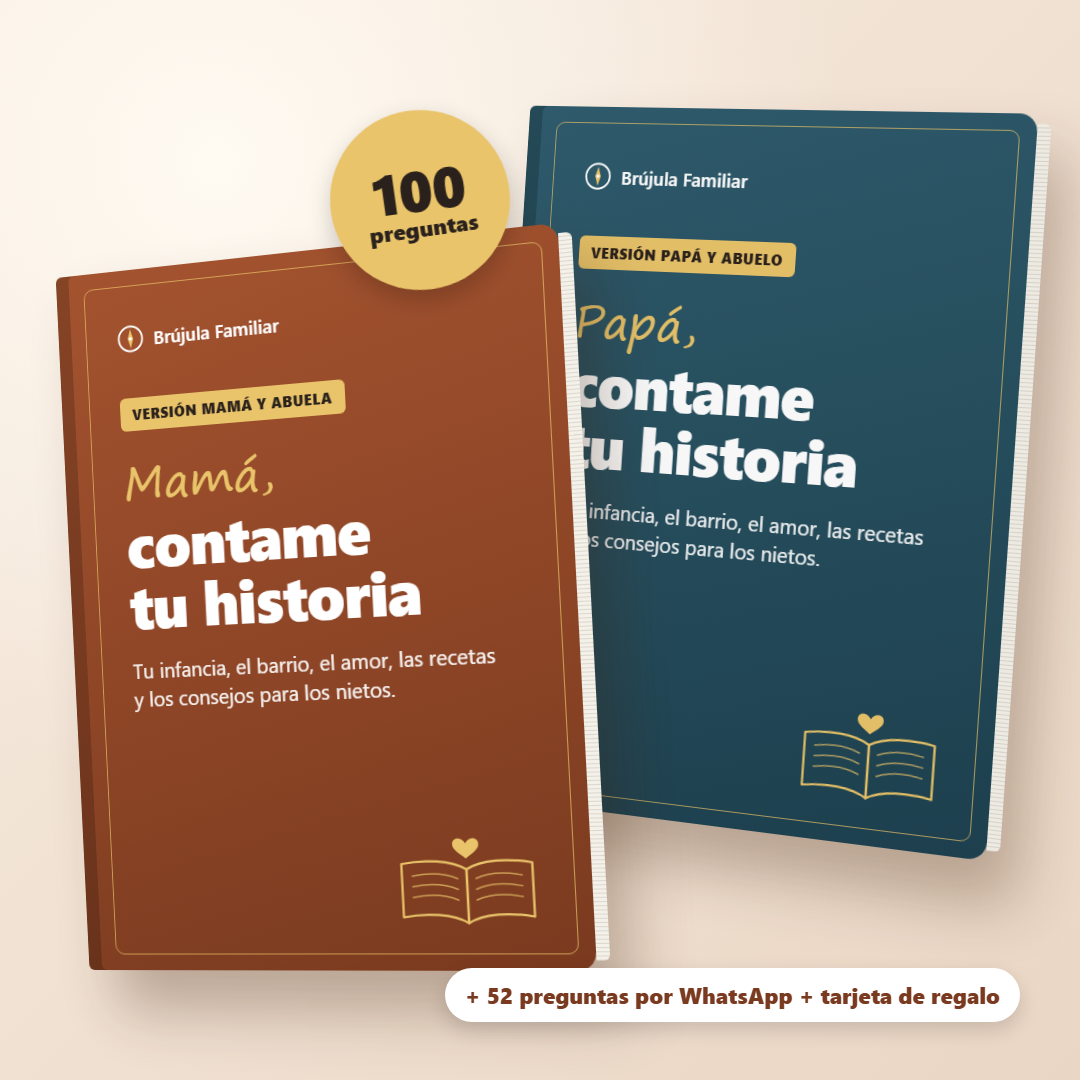 100
preguntas
Brújula Familiar
VERSIÓN MAMÁ Y ABUELA
Mamá,
contame
tu historia
Tu infancia, el barrio, el amor, las recetas
y los consejos para los nietos.
Brújula Familiar
VERSIÓN PAPÁ Y ABUELO
Papá,
contame
tu historia
infancia, el barrio, el amor, las recetas
consejos para los nietos.
+ 52 preguntas por WhatsApp + tarjeta de regalo